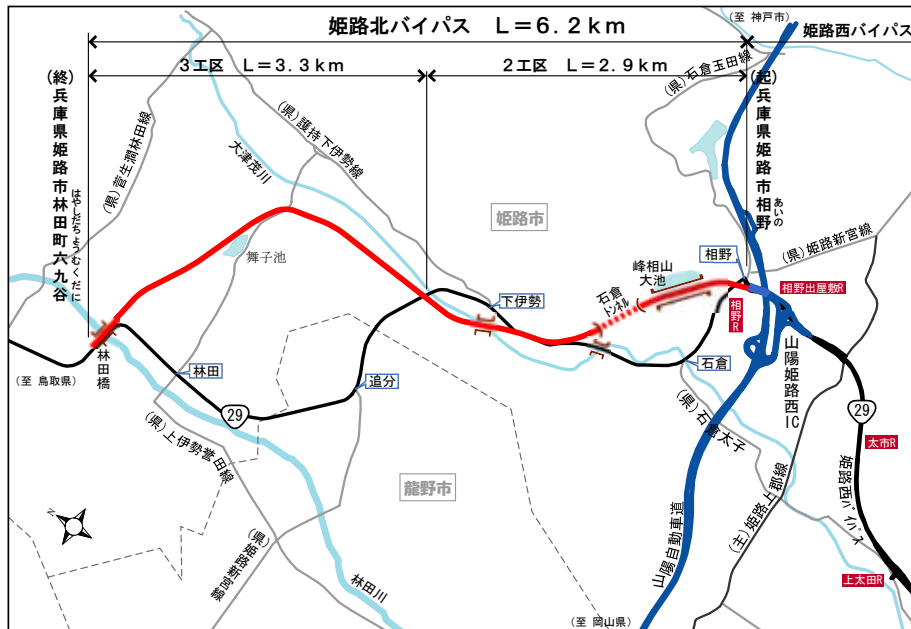 (至 神戸市)
姫路北バイパス L=6.2km
姫路西バイパス
3工区 L=3.3km
2工区 L=2.9km
(県)石倉玉田線
(終)兵庫県姫路市林田町六九谷
はやしだちょうむくだに
(県)菅生澗林田線
大津茂川
(県)護持下伊勢線
(起)兵庫県姫路市相野
あいの
姫路市
舞子池
(県)姫路新宮線
相野
峰相山
大池
石倉
トンネル
下伊勢
相野R
相野出屋敷R
林田橋
(至 鳥取県)
林田
追分
石倉
山陽姫路西IC
29
29
(県)上伊勢誉田線
(県)石倉太子
太市R
姫路西バイパス
龍野市
(主)姫路上郡線
山陽自動車道
(県)姫路新宮線
林田川
上太田R
(至 岡山県)